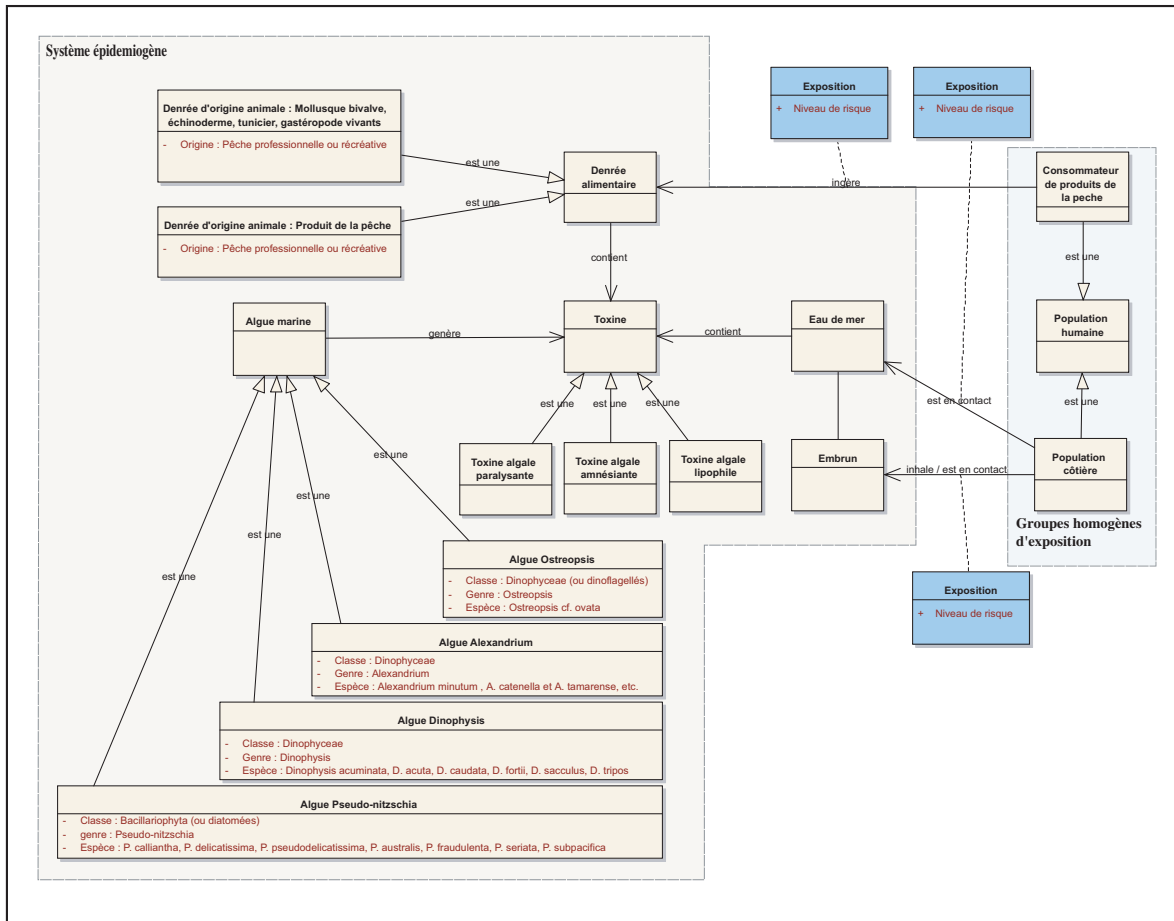 Système épidemiogène
Exposition
+ Niveau de risque
Exposition
+ Niveau de risque
Denrée d'origine animale : Mollusque bivalve,
échinoderme, tunicier, gastéropode vivants
- Origine : Pêche professionnelle ou récréative
est une
Denrée
alimentaire
ingère
Consommateur
de produits de
la peche
est une
Denrée d'origine animale : Produit de la pêche
- Origine : Pêche professionnelle ou récréative
contient
est une
Algue marine
génère
Toxine
contient
Eau de mer
Population
humaine
est une
est une
est une
est en contact
est une
Toxine algale
paralysante
Toxine algale
amnésiante
Toxine algale
lipophile
Embrun
inhale / est en contact
Population
côtière
Groupes homogènes
d'exposition
est une
est une
est une
est une
Algue Ostreopsis
- Classe : Dinophyceae (ou dinoflagellés)
- Genre : Ostreopsis
- Espèce : Ostreopsis cf. ovata
Exposition
+ Niveau de risque
Algue Alexandrium
- Classe : Dinophyceae
- Genre : Alexandrium
- Espèce : Alexandrium minutum , A. catenella et A. tamarense, etc.
Algue Dinophysis
- Classe : Dinophyceae
- Genre : Dinophysis
- Espèce : Dinophysis acuminata, D. acuta, D. caudata, D. fortii, D. sacculus, D. tripos
Algue Pseudo-nitzschia
- Classe : Bacillariophyta (ou diatomées)
- genre : Pseudo-nitzschia
- Espèce : P. calliantha, P. delicatissima, P. pseudodelicatissima, P. australis, P. fraudulenta, P. seriata, P. subpacifica